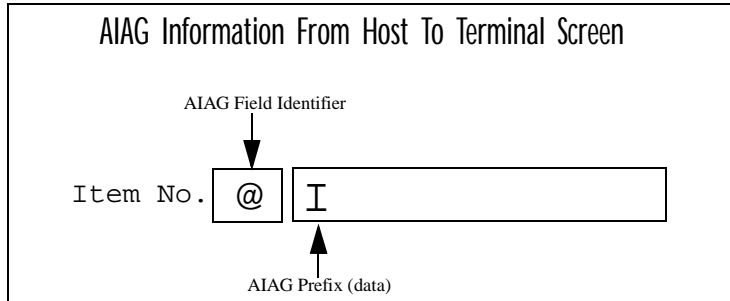 AIAG Information From Host To Terminal Screen
AIAG Field Identifier
Item No. @ I
AIAG Prefix (data)